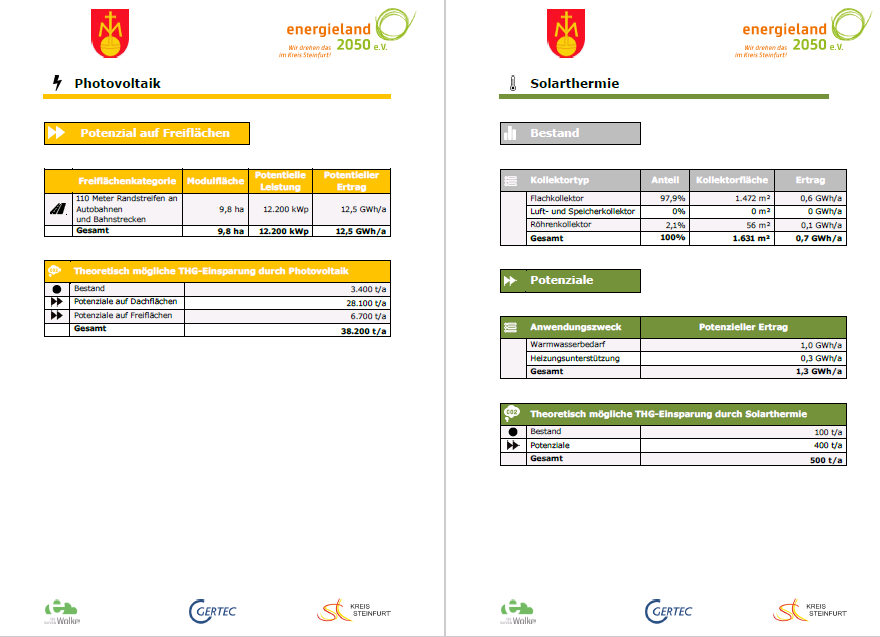 energieland
2050 e.V.
Wir drehen das
im Kreis Steinfurt!
Photovoltaik
Potenzial auf Freiflächen
Freiflächenkategorie Modulfläche Potentielle Leistung Potentieller Ertrag
110 Meter Randstreifen an
Autobahnen
und Bahnstrecken 9,8 ha 12.200 kWp 12,5 GWh/a
Gesamt 9,8 ha 12.200 kWp 12,5 GWh/a
Theoretisch mögliche THG-Einsparung durch Photovoltaik
Bestand 3.400 t/a
Potenziale auf Dachflächen 28.100 t/a
Potenziale auf Freiflächen 6.700 t/a
Gesamt 38.200 t/a
Wolke
GERTEC
KREIS
STEINFURT
energieland
2050 e.V.
Wir drehen das
im Kreis Steinfurt!
Solarthermie
Bestand
Kollektortyp Anteil Kollektorfläche Ertrag
Flachkollektor 97,9% 1.472 m² 0,6 GWh/a
Luft- und Speicherkollektor 0% 0 m² 0 GWh/a
Röhrenkollektor 2,1% 56 m² 0,1 GWh/a
Gesamt 100% 1.631 m² 0,7 GWh/a
Potenziale
Anwendungszweck Potenzieller Ertrag
Warmwasserbedarf 1,0 GWh/a
Heizungsunterstützung 0,3 GWh/a
Gesamt 1,3 GWh/a
CO2 Theoretisch mögliche THG-Einsparung durch Solarthermie
Bestand 100 t/a
Potenziale 400 t/a
Gesamt 500 t/a
Wolke
GERTEC
KREIS
STEINFURT